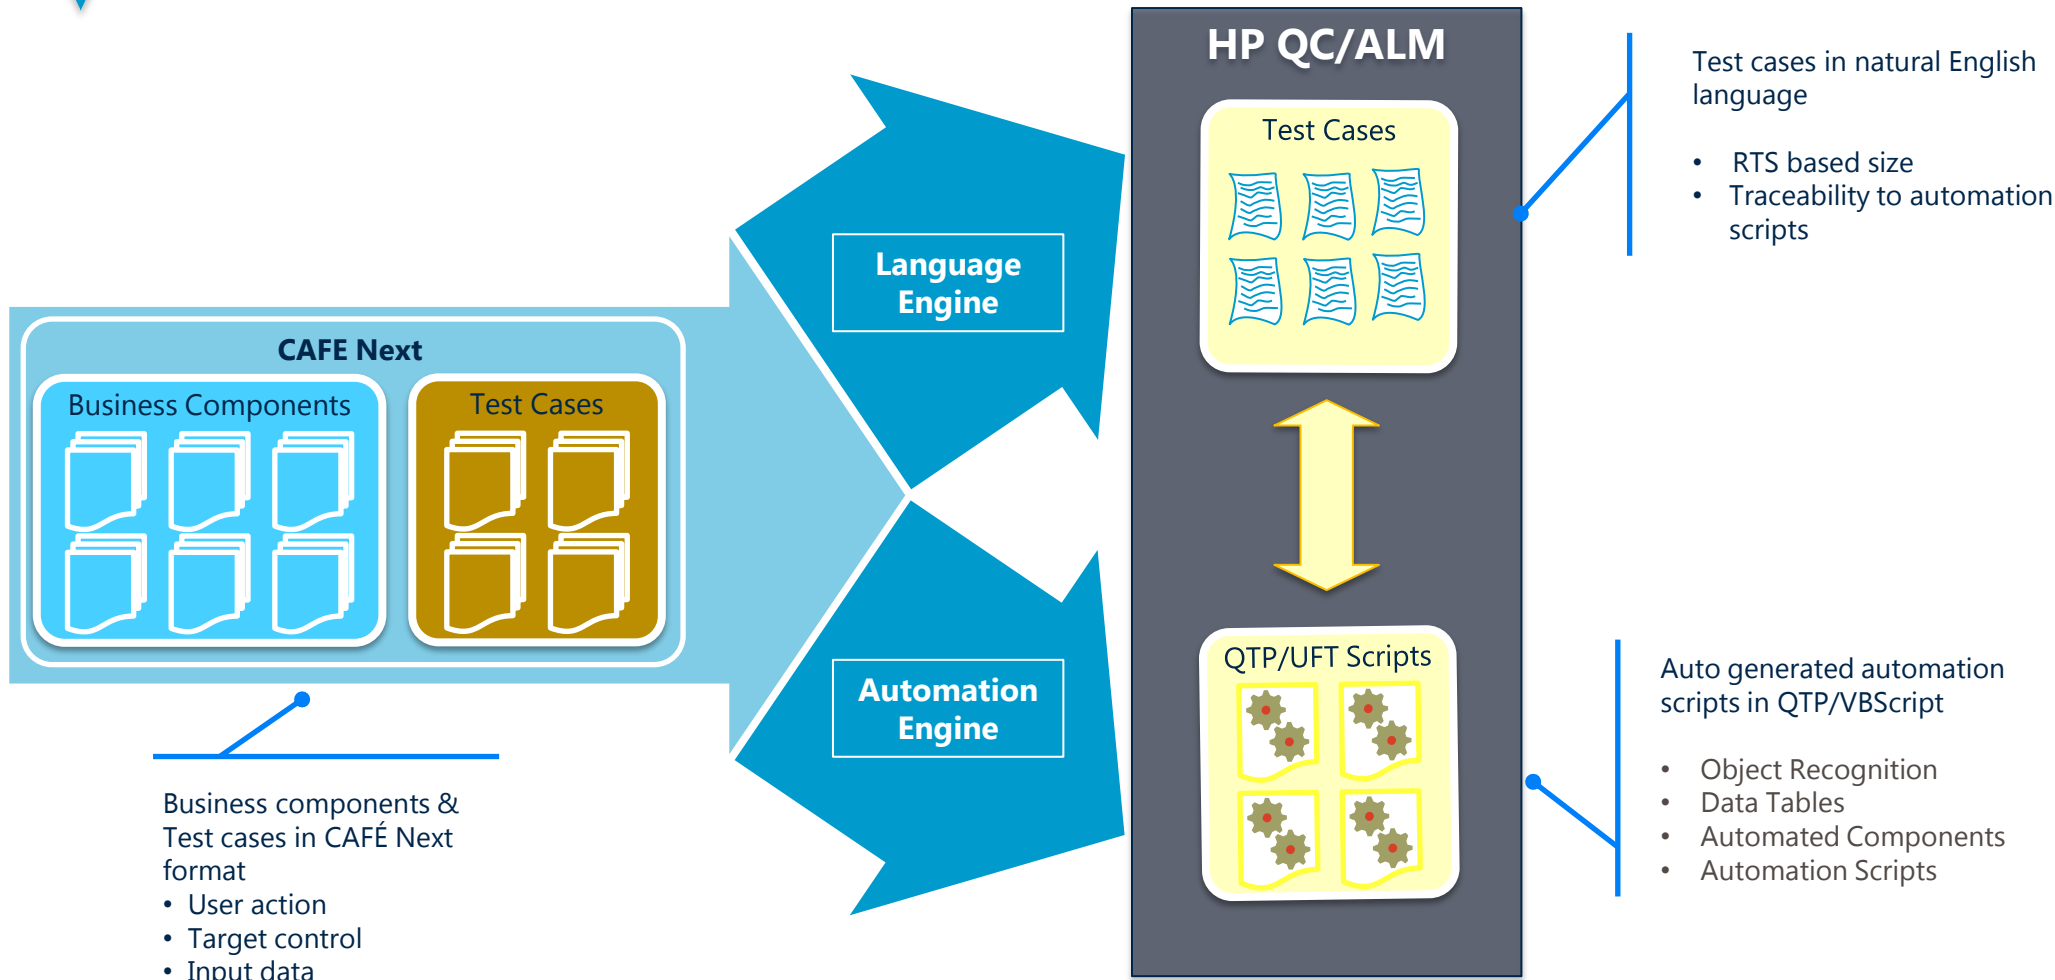 HP QC/ALM
Test Cases
Test cases in natural English
language
• RTS based size
• Traceability to automation
scripts
Language
Engine
CAFE Next
Business Components
Test Cases
Automation
Engine
QTP/UFT Scripts
Auto generated automation
scripts in QTP/VBScript
• Object Recognition
• Data Tables
• Automated Components
• Automation Scripts
Business components &
Test cases in CAFÉ Next
format
• User action
• Target control
• Input data